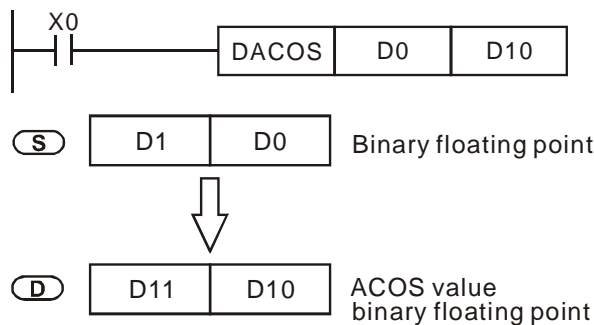 X0
DACOS D0 D10
S D1 D0 Binary floating point
D D11 D10 ACOS value
binary floating point